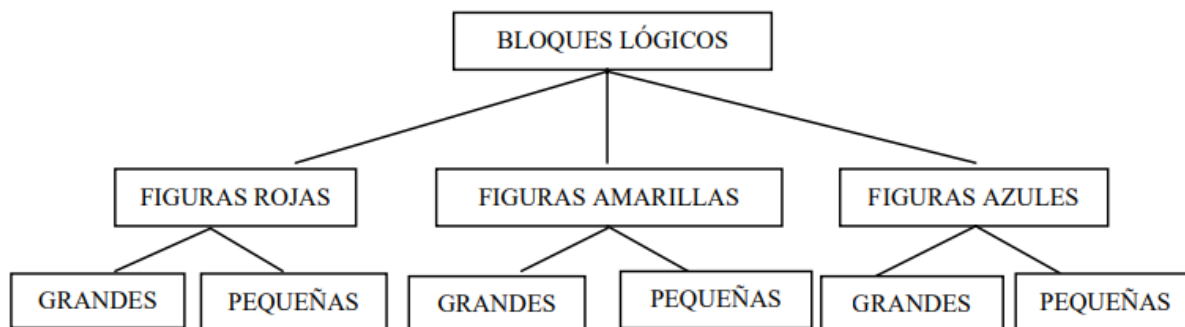 BLOQUES LÓGICOS
FIGURAS ROJAS
FIGURAS AMARILLAS
FIGURAS AZULES
GRANDES
PEQUEÑAS
GRANDES
PEQUEÑAS
GRANDES
PEQUEÑAS